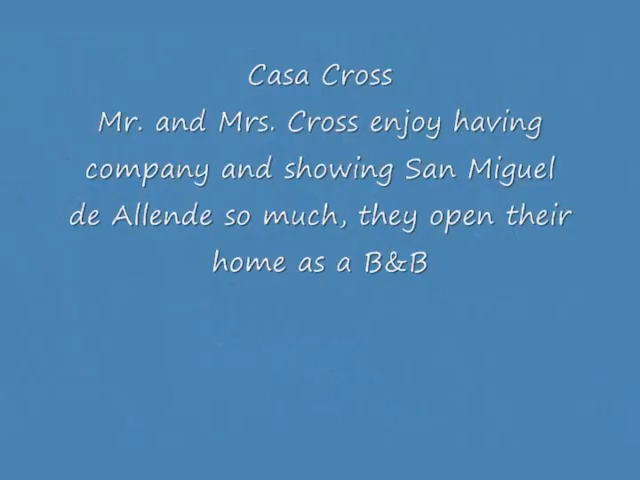 Casa Cross
Mr. and Mrs. Cross enjoy having
company and showing San Miguel
de Allende so much, they open their
home as a B&B